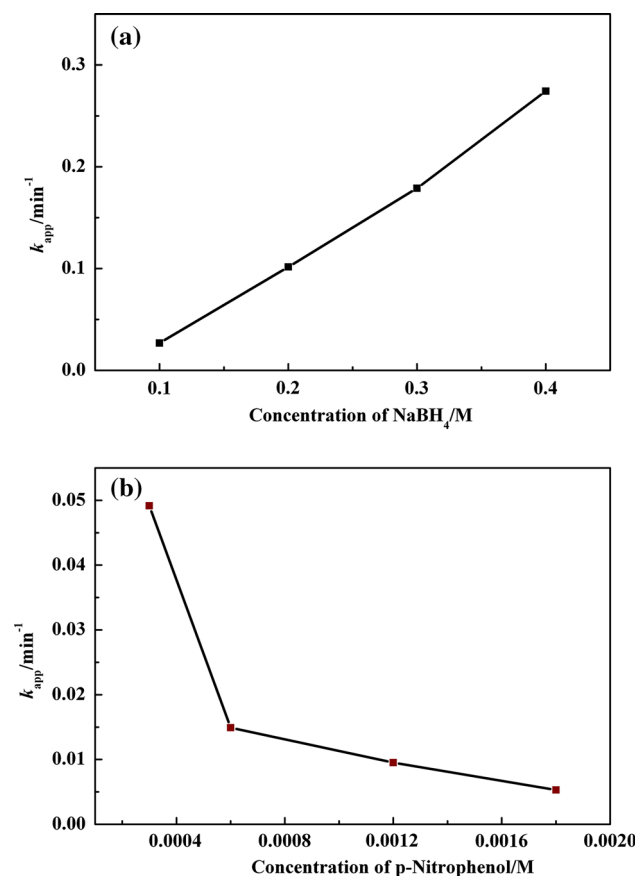 (a)
0.3
0.2
0.1
0.0
k_app/min⁻¹
0.1 0.2 0.3 0.4
Concentration of NaBH₄/M
(b)
0.05
0.04
0.03
0.02
0.01
0.00
k_app/min⁻¹
0.0004 0.0008 0.0012 0.0016 0.0020
Concentration of p-Nitrophenol/M